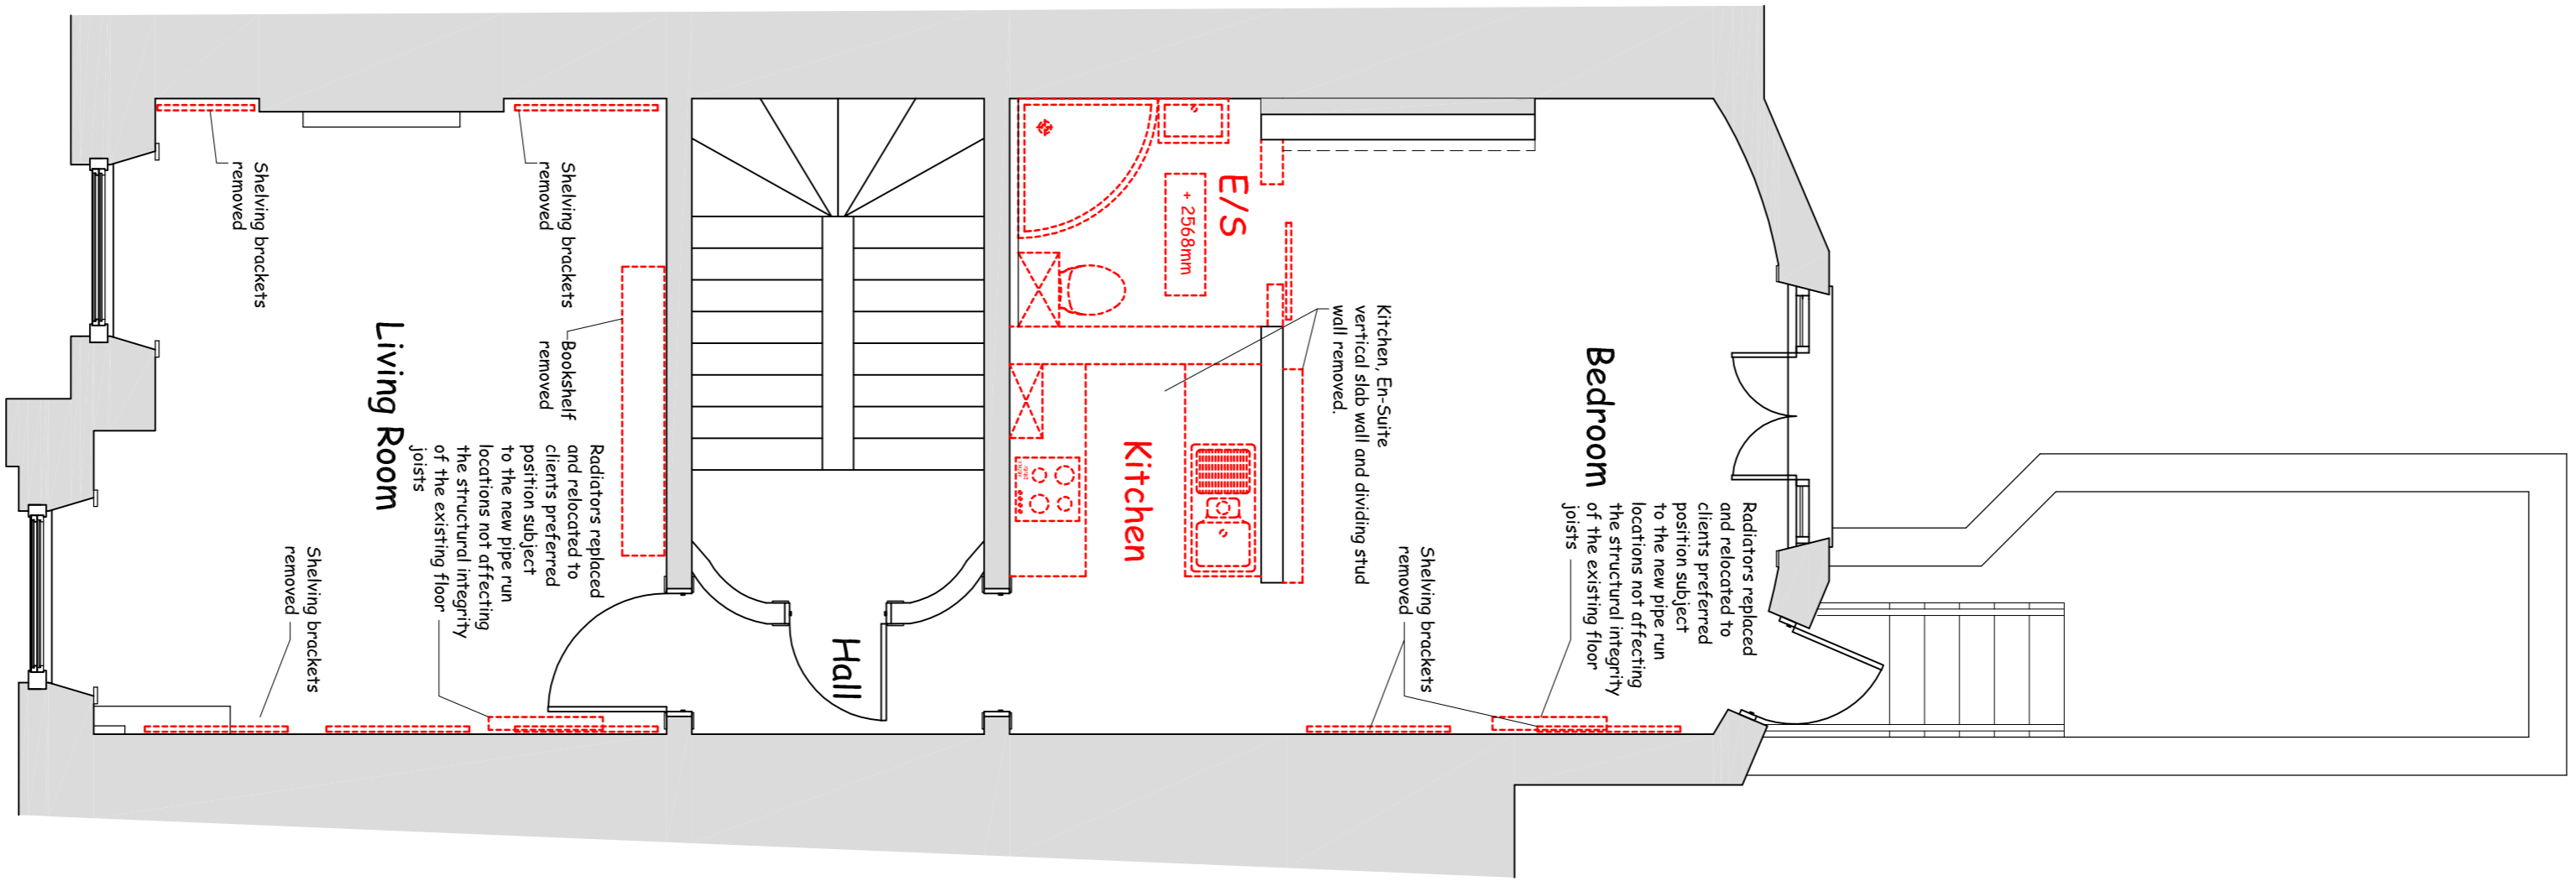 Shelving brackets
removed
Shelving brackets
removed
Bookshelf
removed
Living Room
Radiators replaced
and relocated to
clients preferred
position subject
to the new pipe run
locations not affecting
the structural integrity
of the existing floor
joists
Shelving brackets
removed
Hall
E/S
+ 2568mm
Kitchen
Kitchen, En-Suite
vertical slab wall and dividing stud
wall removed.
Bedroom
Radiators replaced
and relocated to
clients preferred
position subject
to the new pipe run
locations not affecting
the structural integrity
of the existing floor
joists
Shelving brackets
removed